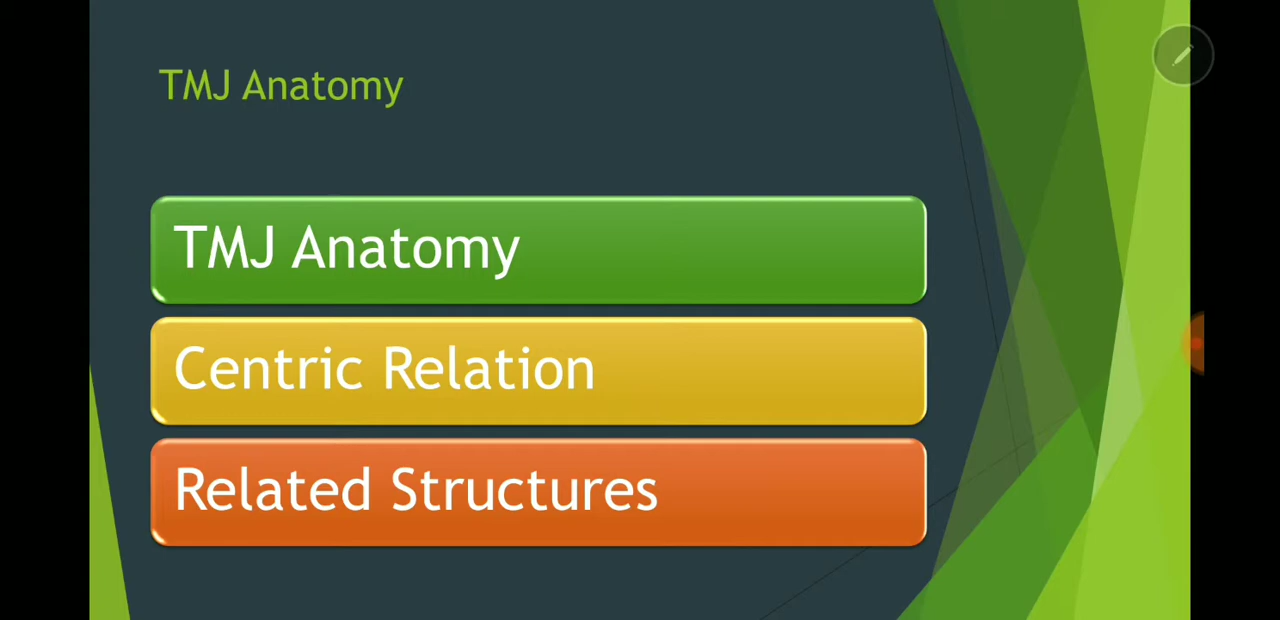 TMJ Anatomy
TMJ Anatomy
Centric Relation
Related Structures